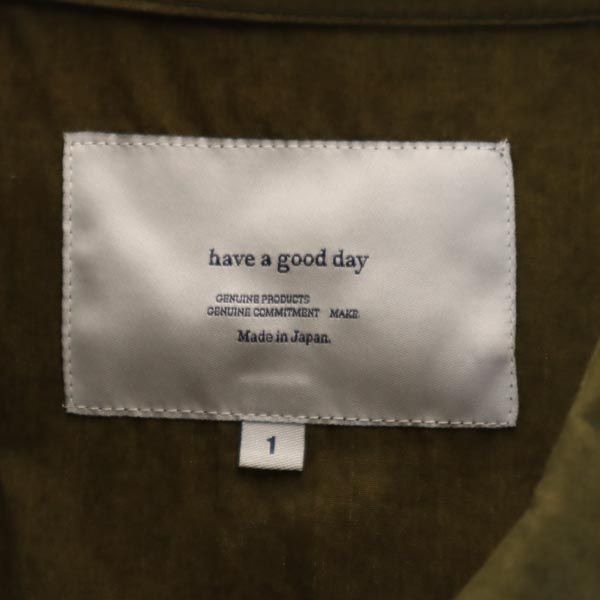 have a good day
GENUINE PRODUCTS
GENUINE COMMITMENT MAKE
Made in Japan.
1